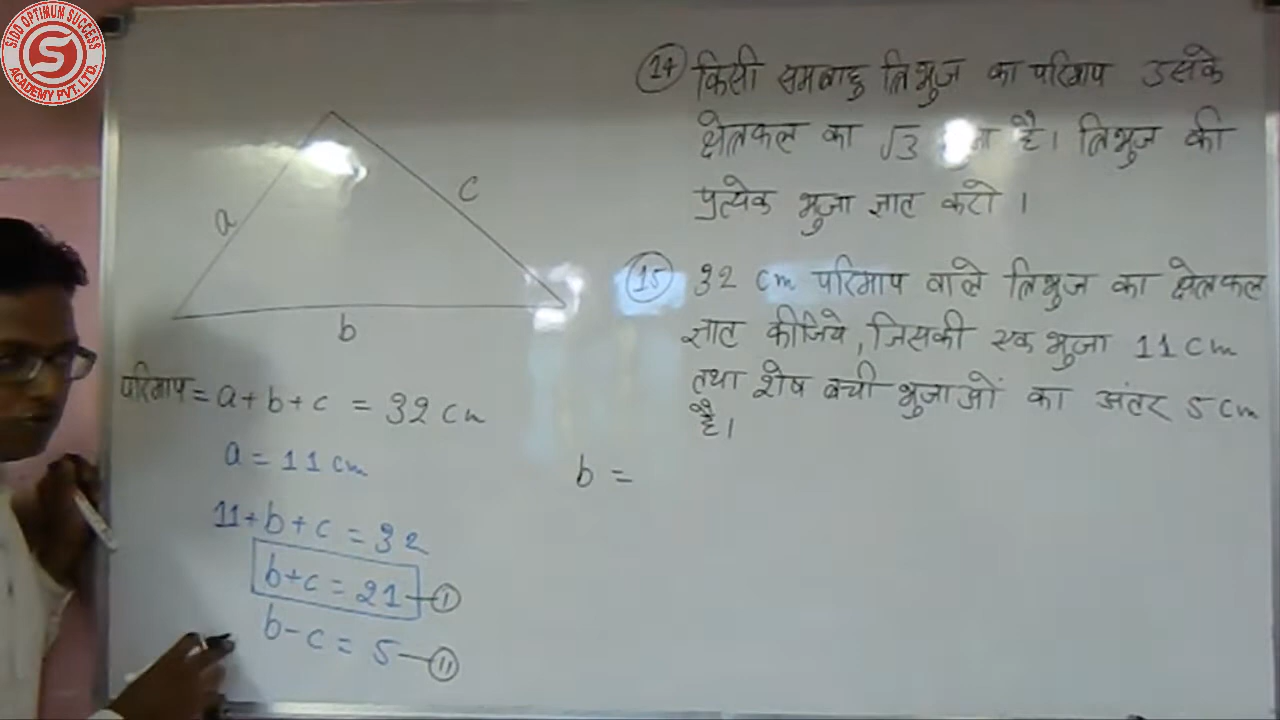 SIDD OPTIMUM SUCCESS
S
ACADEMY PVT. LTD.
a
c
b
परिमाप = a + b + c = 32 cm
a = 11 cm
11 + b + c = 32
b + c = 21 — I
b - c = 5 — II
14 किसी समबाहु त्रिभुज का परिमाप उसके
क्षेत्रफल का √3 है। त्रिभुज की
प्रत्येक भुजा ज्ञात करो ।
15 32 cm परिमाप वाले त्रिभुज का क्षेत्रफल
ज्ञात कीजिये, जिसकी एक भुजा 11 cm
तथा शेष बची भुजाओं का अंतर 5 cm
है।
b =